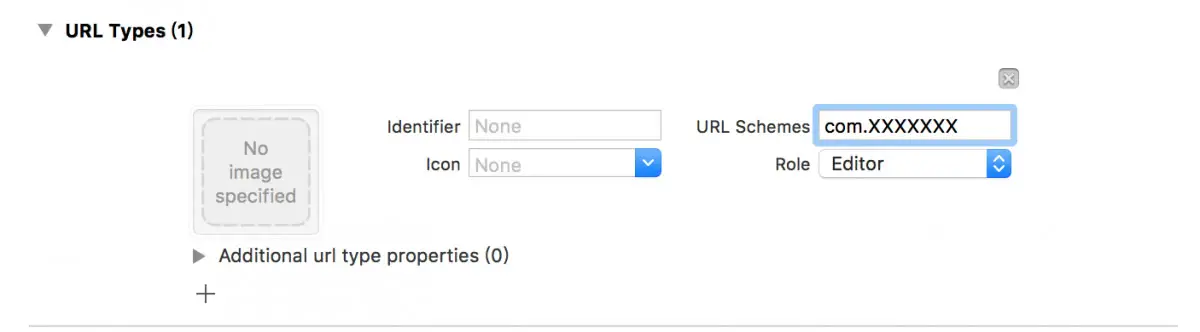 URL Types (1)
Identifier None URL Schemes com.XXXXXXX
No image specified
Icon None Role Editor
Additional url type properties (0)